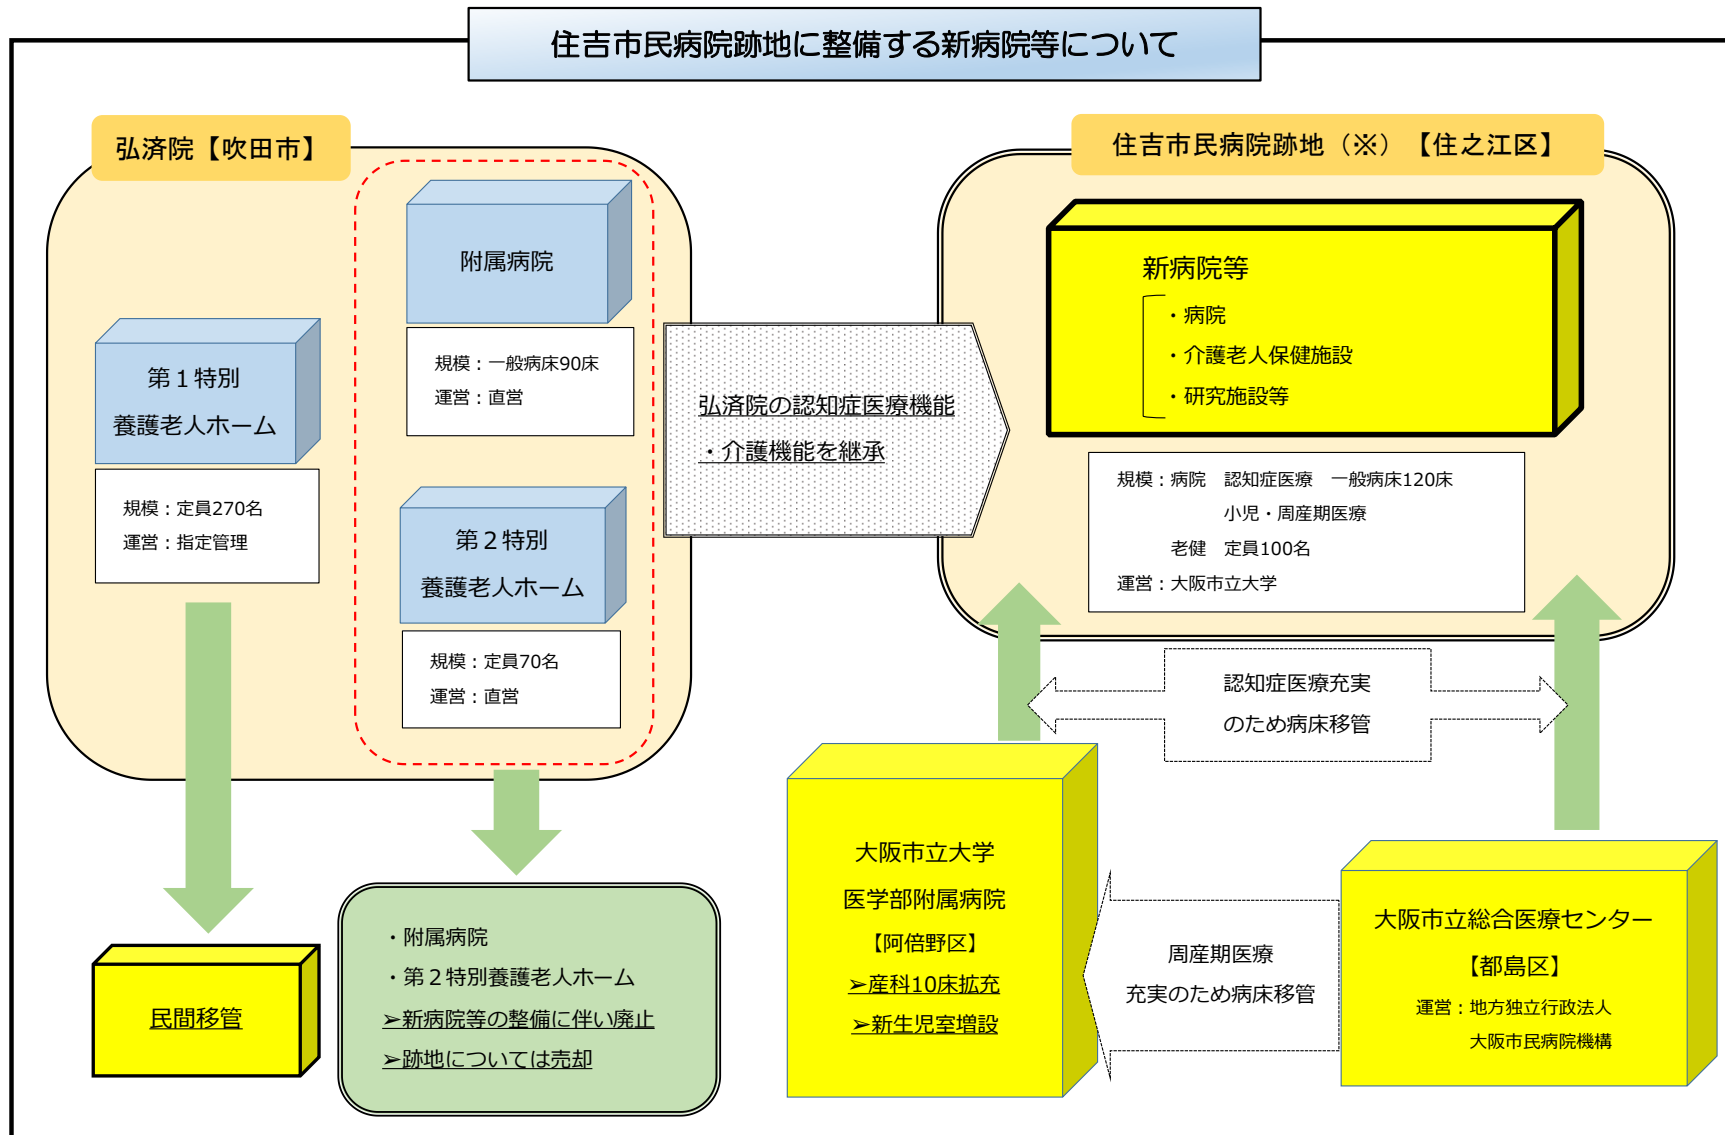 住吉市民病院跡地に整備する新病院等について
弘済院【吹田市】
附属病院
規模：一般病床90床
運営：直営
第１特別
養護老人ホーム
規模：定員270名
運営：指定管理
第２特別
養護老人ホーム
規模：定員70名
運営：直営
弘済院の認知症医療機能
・介護機能を継承
住吉市民病院跡地（※）【住之江区】
新病院等
・病院
・介護老人保健施設
・研究施設等
規模：病院　認知症医療　一般病床120床
小児・周産期医療
老健　定員100名
運営：大阪市立大学
認知症医療充実
のため病床移管
民間移管
・附属病院
・第２特別養護老人ホーム
➢新病院等の整備に伴い廃止
➢跡地については売却
大阪市立大学
医学部附属病院
【阿倍野区】
➢産科10床拡充
➢新生児室増設
周産期医療
充実のため病床移管
大阪市立総合医療センター
【都島区】
運営：地方独立行政法人
大阪市民病院機構